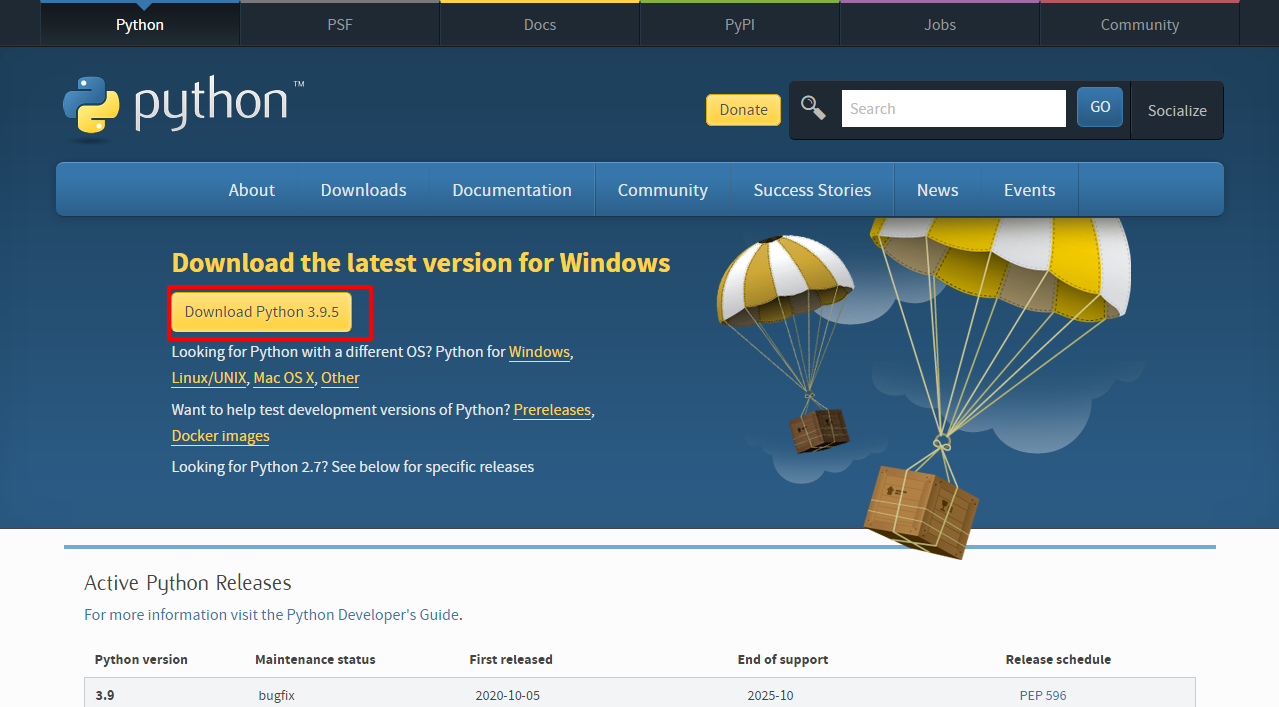 Python PSF Docs PyPI Jobs Community
python™
Donate Search GO Socialize
About Downloads Documentation Community Success Stories News Events
Download the latest version for Windows
Download Python 3.9.5
Looking for Python with a different OS? Python for Windows,
Linux/UNIX, Mac OS X, Other
Want to help test development versions of Python? Prereleases,
Docker images
Looking for Python 2.7? See below for specific releases
Active Python Releases
For more information visit the Python Developer's Guide.
Python version Maintenance status First released End of support Release schedule
3.9 bugfix 2020-10-05 2025-10 PEP 596